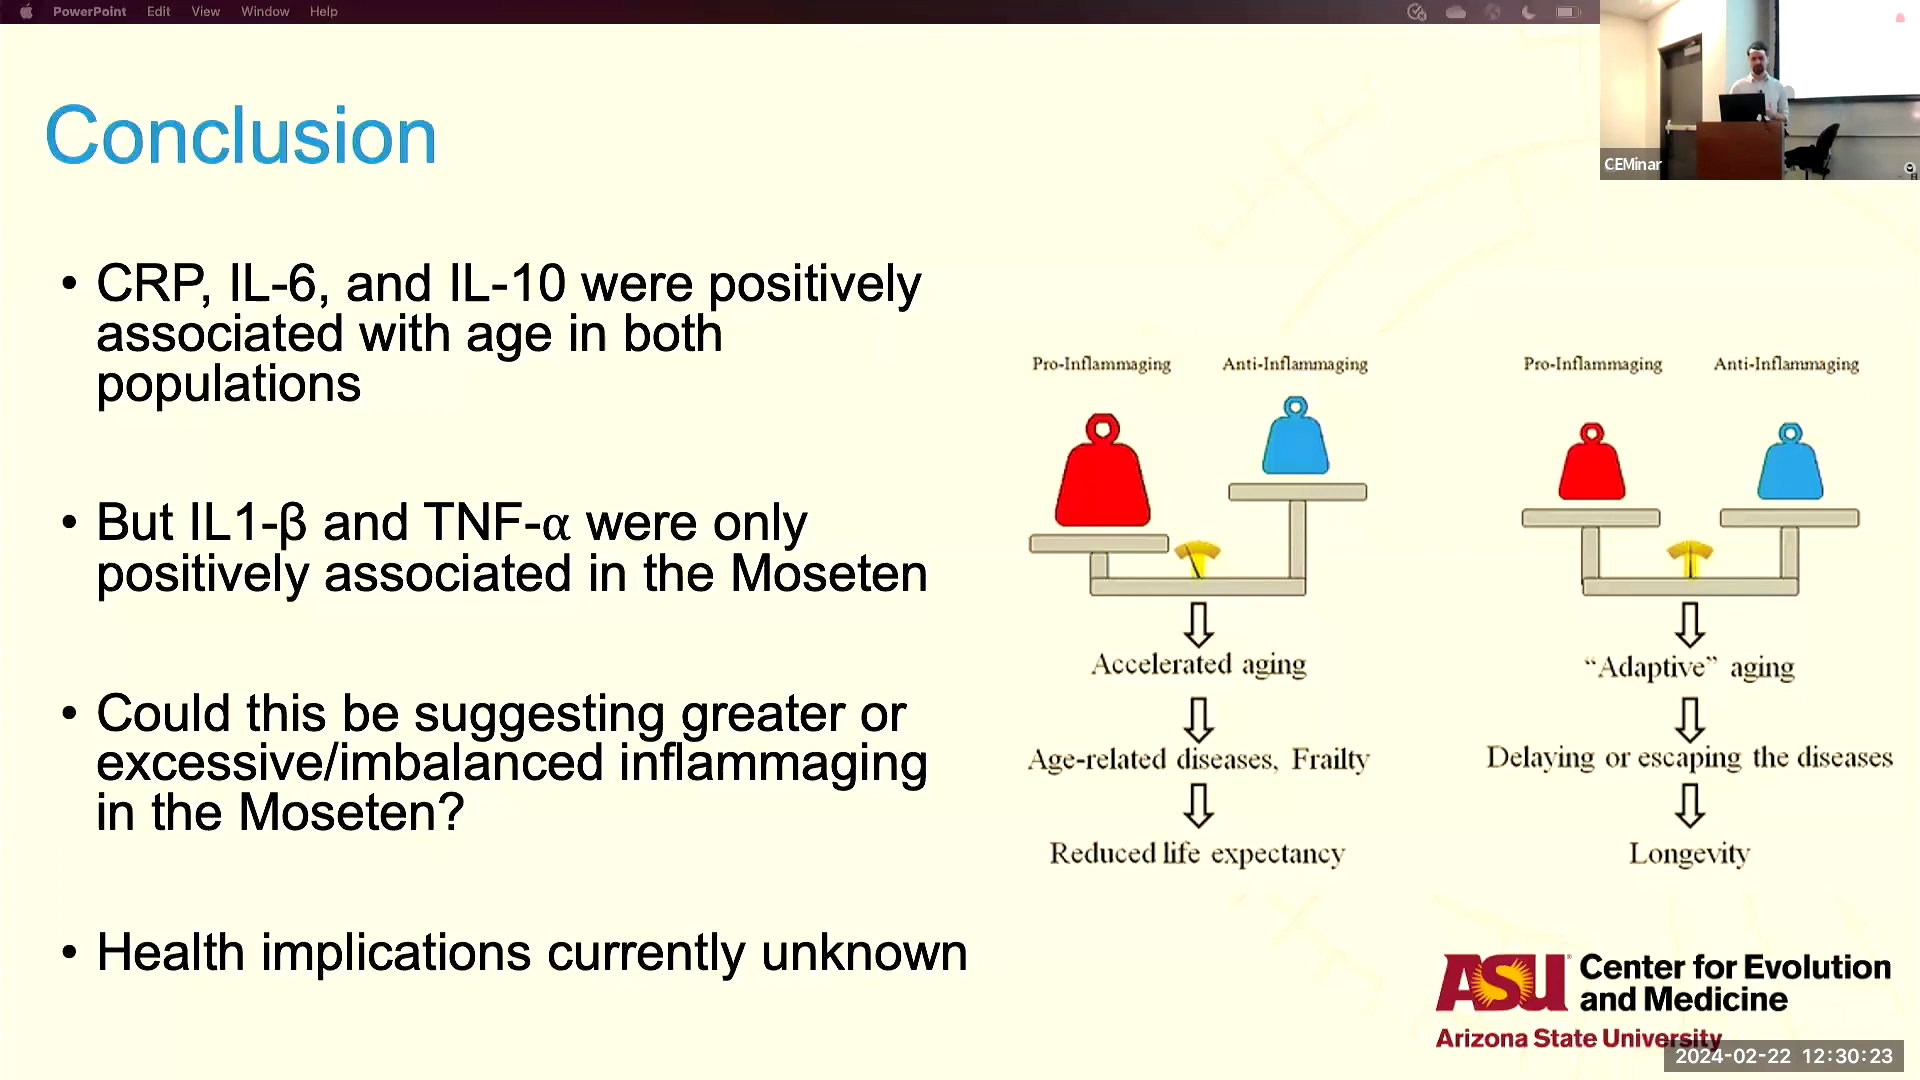 PowerPoint Edit View Window Help
CEMinar
Conclusion
• CRP, IL-6, and IL-10 were positively
associated with age in both
populations
• But IL1-β and TNF-α were only
positively associated in the Moseten
• Could this be suggesting greater or
excessive/imbalanced inflammaging
in the Moseten?
• Health implications currently unknown
Pro-Inflammaging Anti-Inflammaging
Accelerated aging
Age-related diseases, Frailty
Reduced life expectancy
Pro-Inflammaging Anti-Inflammaging
“Adaptive” aging
Delaying or escaping the diseases
Longevity
ASU Center for Evolution
and Medicine
Arizona State University
2024-02-22 12:30:23